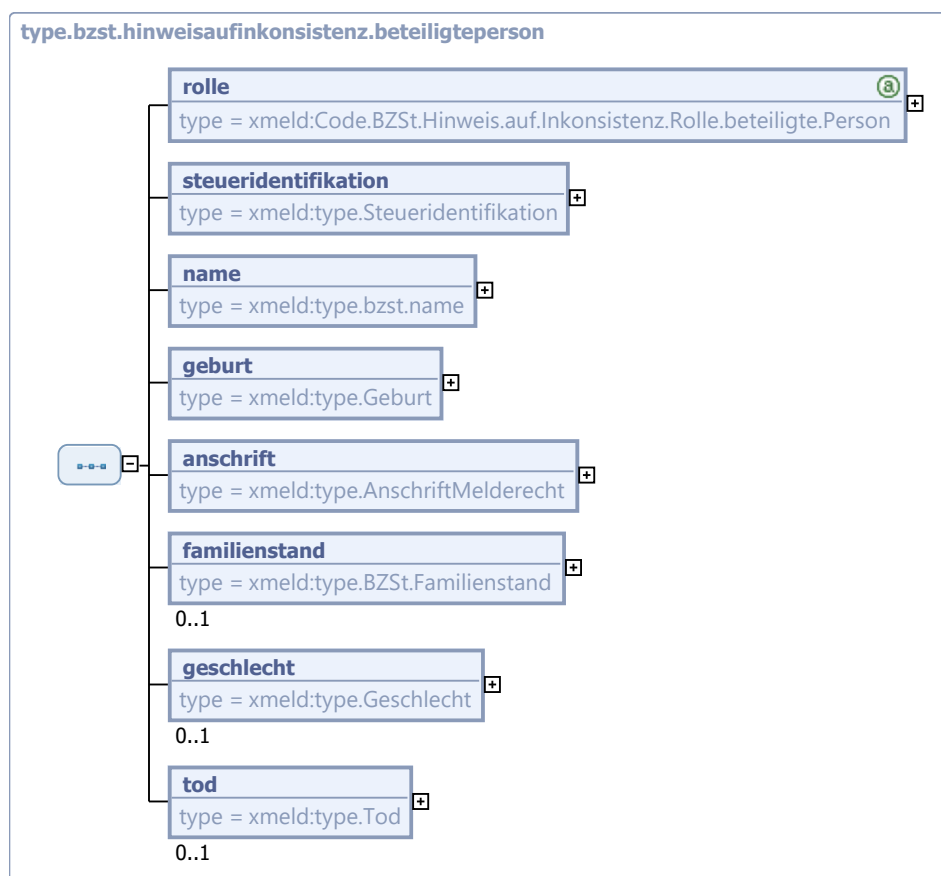 type.bzst.hinweisaufinkonsistenz.beteiligteperson
rolle
a
type = xmeld:Code.BZSt.Hinweis.auf.Inkonsistenz.Rolle.beteiligte.Person
steueridentifikation
type = xmeld:type.Steueridentifikation
name
type = xmeld:type.bzst.name
geburt
type = xmeld:type.Geburt
anschrift
type = xmeld:type.AnschriftMelderecht
familienstand
type = xmeld:type.BZSt.Familienstand
0..1
geschlecht
type = xmeld:type.Geschlecht
0..1
tod
type = xmeld:type.Tod
0..1